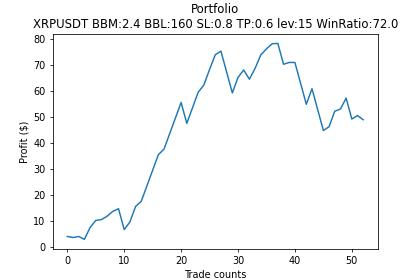 Portfolio
XRPUSDT BBM:2.4 BBL:160 SL:0.8 TP:0.6 lev:15 WinRatio:72.0
80
70
60
50
40
30
20
10
0
Profit ($)
0 10 20 30 40 50
Trade counts